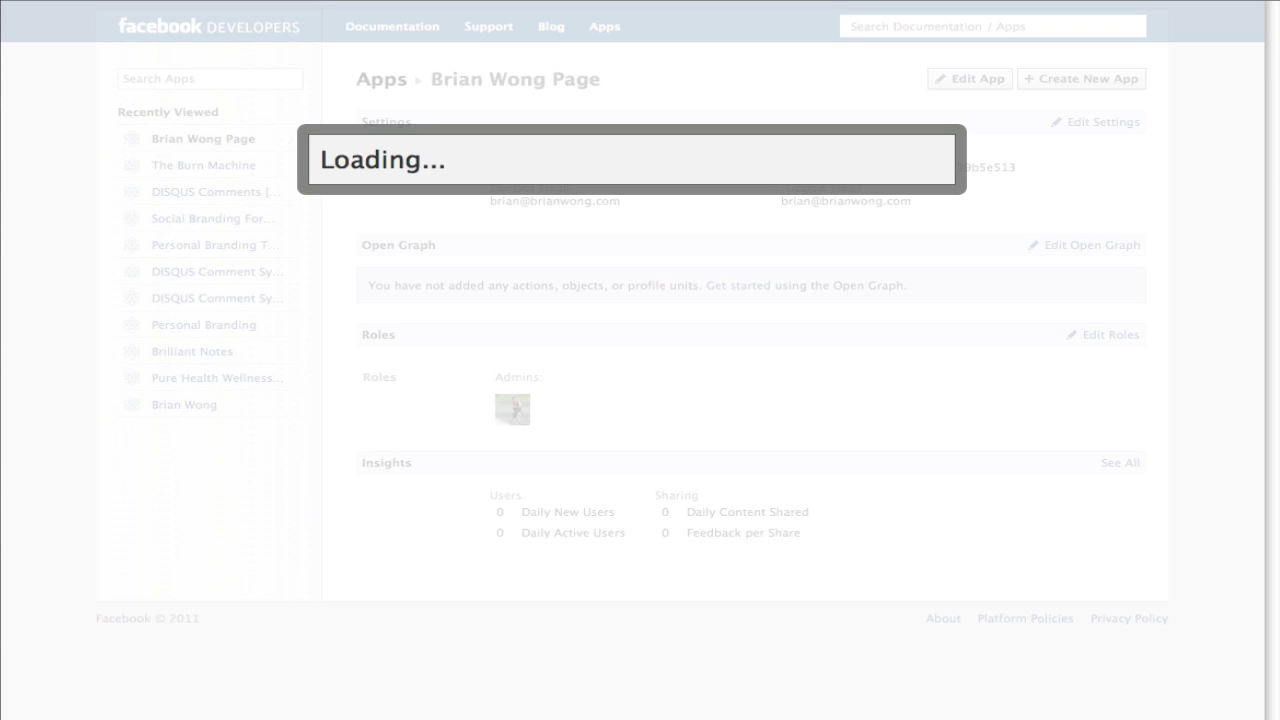 facebook DEVELOPERS Documentation Support Blog Apps Search Documentation / Apps
Search Apps
Apps ▸ Brian Wong Page
Edit App
+ Create New App
Recently Viewed
Brian Wong Page
The Burn Machine
DISQUS Comments [...
Social Branding For...
Personal Branding T...
DISQUS Comment Sy...
DISQUS Comment Sy...
Personal Branding
Brilliant Notes
Pure Health Wellness...
Brian Wong
Settings
Edit Settings
Loading...
9b5e513
brian@brianwong.com
brian@brianwong.com
Open Graph
Edit Open Graph
You have not added any actions, objects, or profile units. Get started using the Open Graph.
Roles
Edit Roles
Roles
Admins:
Insights
See All
Users
Sharing
0 Daily New Users
0 Daily Content Shared
0 Daily Active Users
0 Feedback per Share
Facebook © 2011
About Platform Policies Privacy Policy